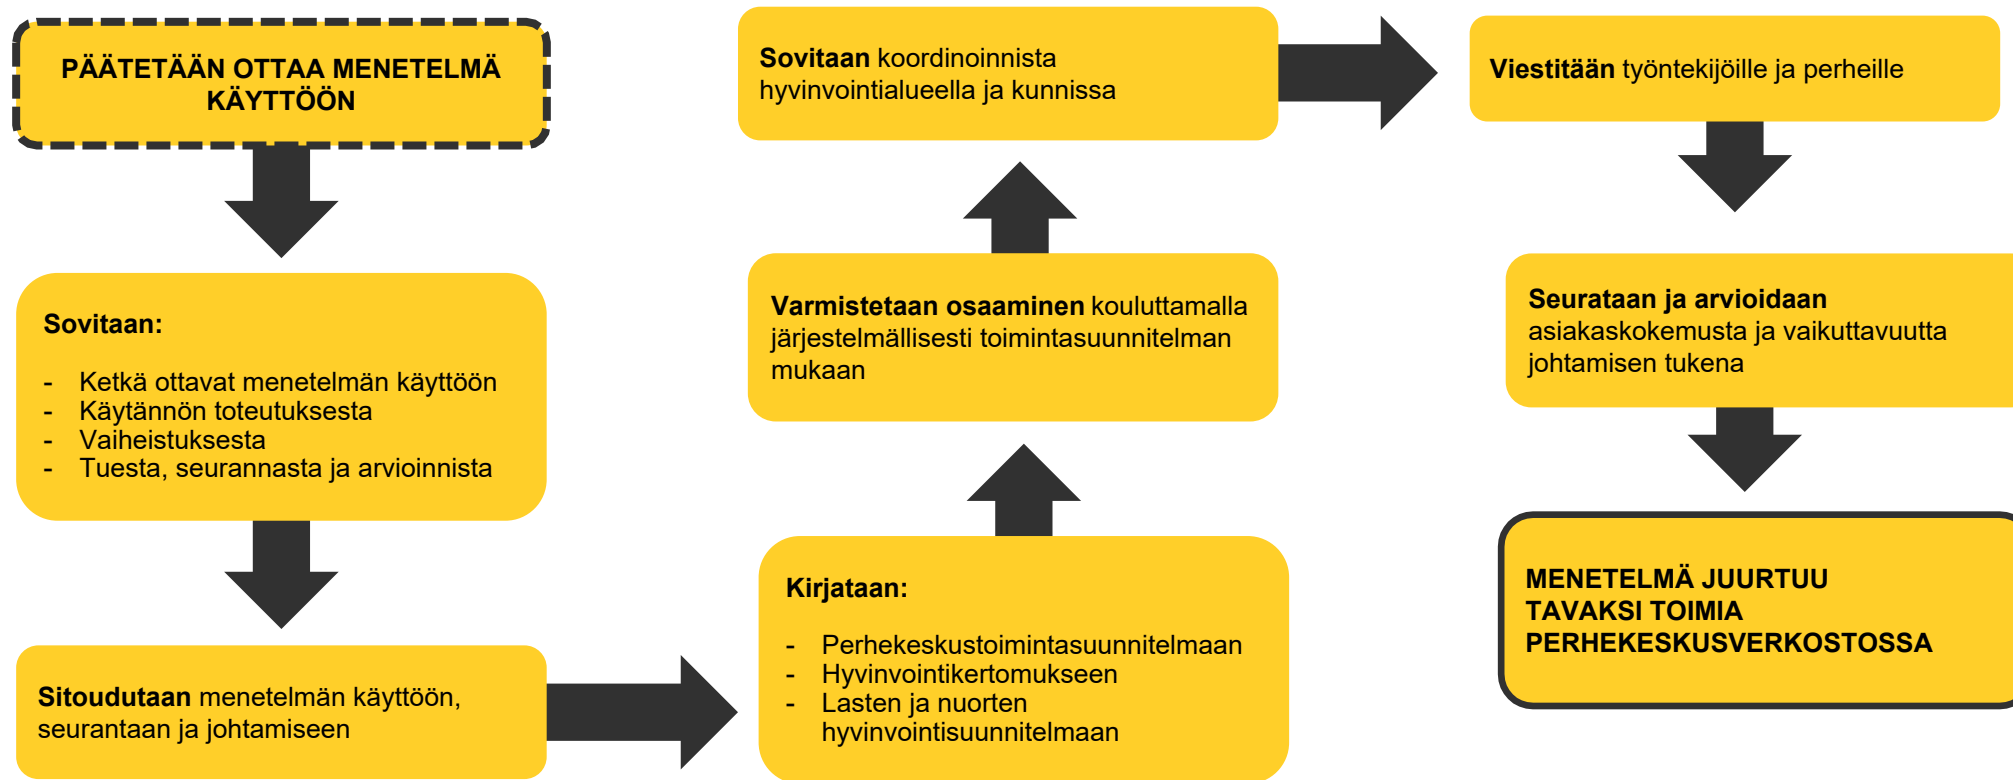 PÄÄTETÄÄN OTTAA MENETELMÄ
KÄYTTÖÖN
Sovitaan:
- Ketkä ottavat menetelmän käyttöön
- Käytännön toteutuksesta
- Vaiheistuksesta
- Tuesta, seurannasta ja arvioinnista
Sitoudutaan menetelmän käyttöön,
seurantaan ja johtamiseen
Kirjataan:
- Perhekeskustoimintasuunnitelmaan
- Hyvinvointikertomukseen
- Lasten ja nuorten
hyvinvointisuunnitelmaan
Varmistetaan osaaminen kouluttamalla
järjestelmällisesti toimintasuunnitelman
mukaan
Sovitaan koordinoinnista
hyvinvointialueella ja kunnissa
Viestitään työntekijöille ja perheille
Seurataan ja arvioidaan
asiakaskokemusta ja vaikuttavuutta
johtamisen tukena
MENETELMÄ JUURTUU
TAVAKSI TOIMIA
PERHEKESKUSVERKOSTOSSA